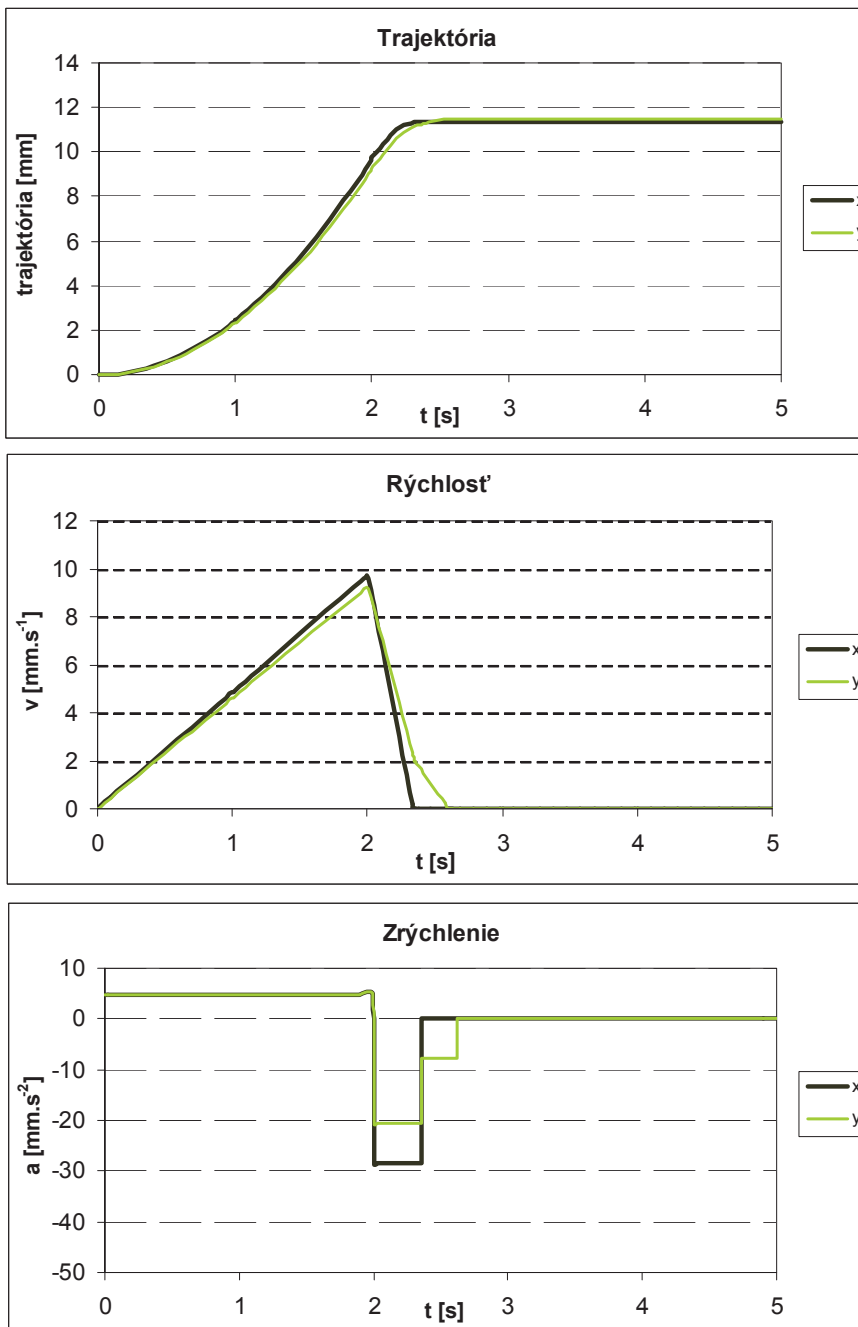 Trajektória
14
12
10
8
6
4
2
0
trajektória [mm]
0 1 2 3 4 5
t [s]
x
y
Rýchlosť
12
10
8
6
4
2
0
v [mm.s⁻¹]
0 1 2 3 4 5
t [s]
x
y
Zrýchlenie
10
0
-10
-20
-30
-40
-50
a [mm.s⁻²]
0 1 2 3 4 5
t [s]
x
y